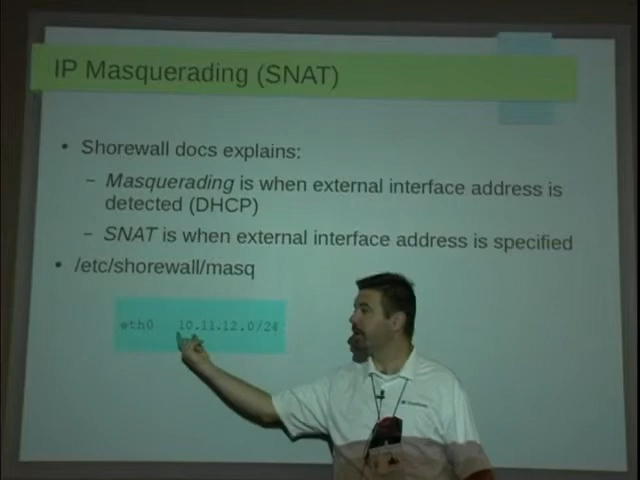 IP Masquerading (SNAT)
• Shorewall docs explains:
– Masquerading is when external interface address is
detected (DHCP)
– SNAT is when external interface address is specified
• /etc/shorewall/masq
eth0 10.11.12.0/24